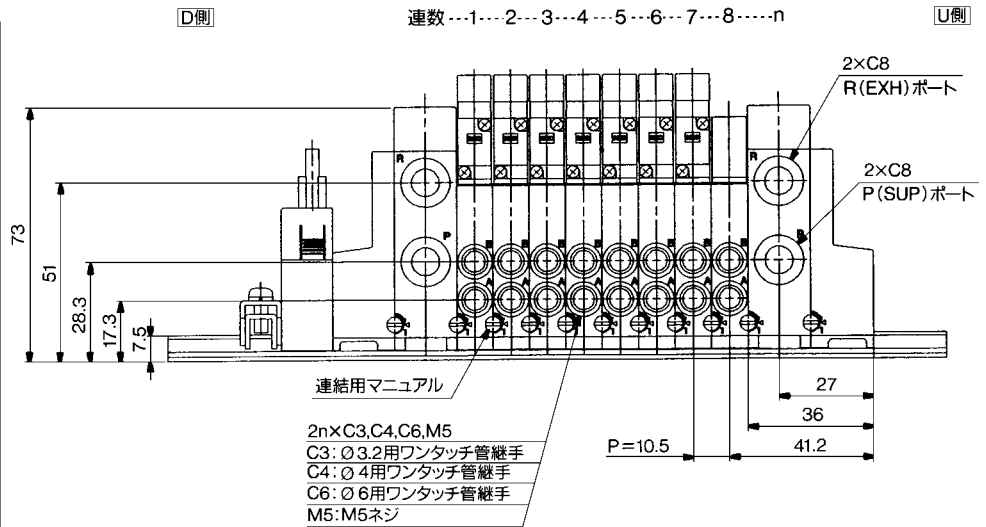 D側
連数---1---2---3---4---5---6---7---8----n
U側
2×C8
R(EXH)ポート
2×C8
P(SUP)ポート
R
R
P
B B B B B B B B
A A A A A A A A
73
51
28.3
17.3
7.5
連結用マニュアル
27
36
P=10.5
41.2
2n×C3,C4,C6,M5
C3:Ø3.2用ワンタッチ管継手
C4:Ø4用ワンタッチ管継手
C6:Ø6用ワンタッチ管継手
M5:M5ネジ